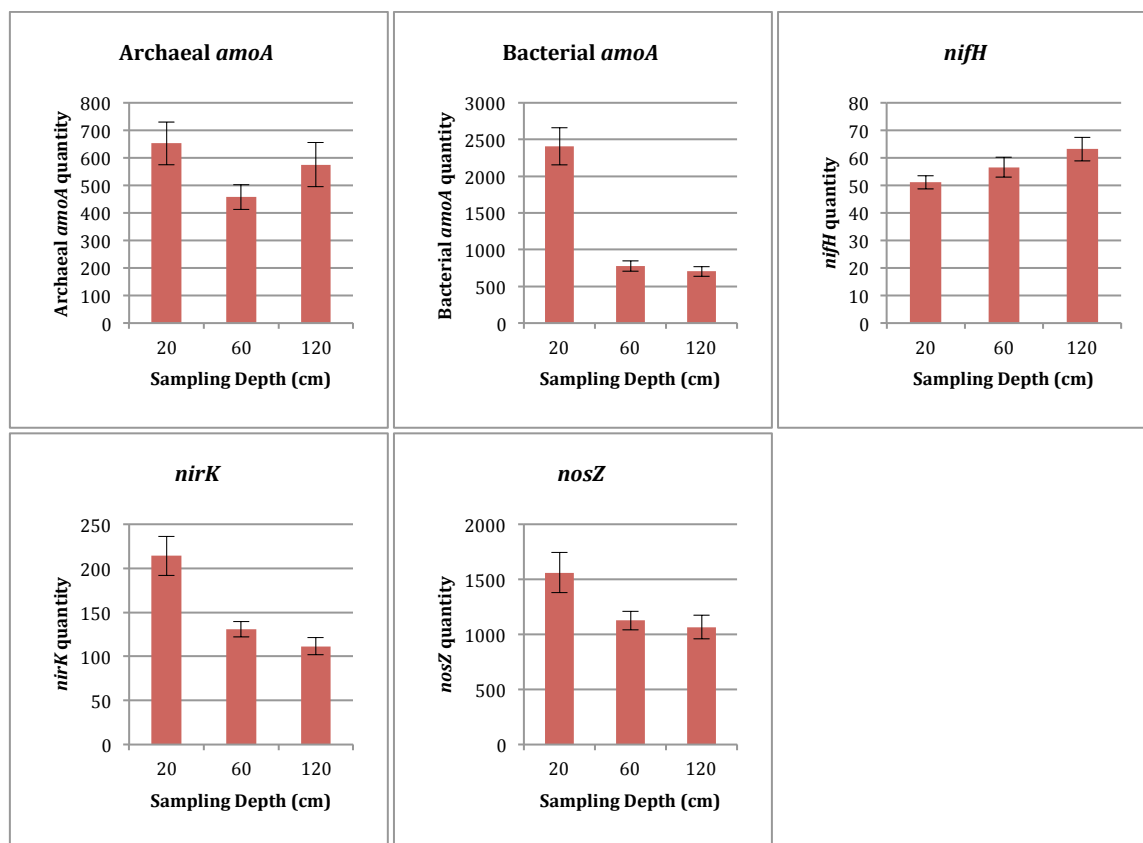 Archaeal amoA
Archaeal amoA quantity
800
700
600
500
400
300
200
100
0
20 60 120
Sampling Depth (cm)
Bacterial amoA
Bacterial amoA quantity
3000
2500
2000
1500
1000
500
0
20 60 120
Sampling Depth (cm)
nifH
nifH quantity
80
70
60
50
40
30
20
10
0
20 60 120
Sampling Depth (cm)
nirK
nirK quantity
250
200
150
100
50
0
20 60 120
Sampling Depth (cm)
nosZ
nosZ quantity
2000
1500
1000
500
0
20 60 120
Sampling Depth (cm)